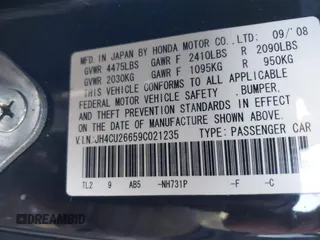 MFD. IN JAPAN BY HONDA MOTOR CO.,LTD. 09/'08
GVWR 4475LBS GAWR F 2410LBS R 2090LBS
GVWR 2030KG GAWR F 1095KG R 950KG
THIS VEHICLE CONFORMS TO ALL APPLICABLE
FEDERAL MOTOR VEHICLE SAFETY ,BUMPER,
AND THEFT PREVENTION STANDARDS IN EFFECT
ON THE DATE OF MANUFACTURE SHOWN ABOVE.
V.I.N.:JH4CU26659C021235 TYPE: PASSENGER CAR
TL2 9 AB5 -NH731P -F -C
DREAMBID